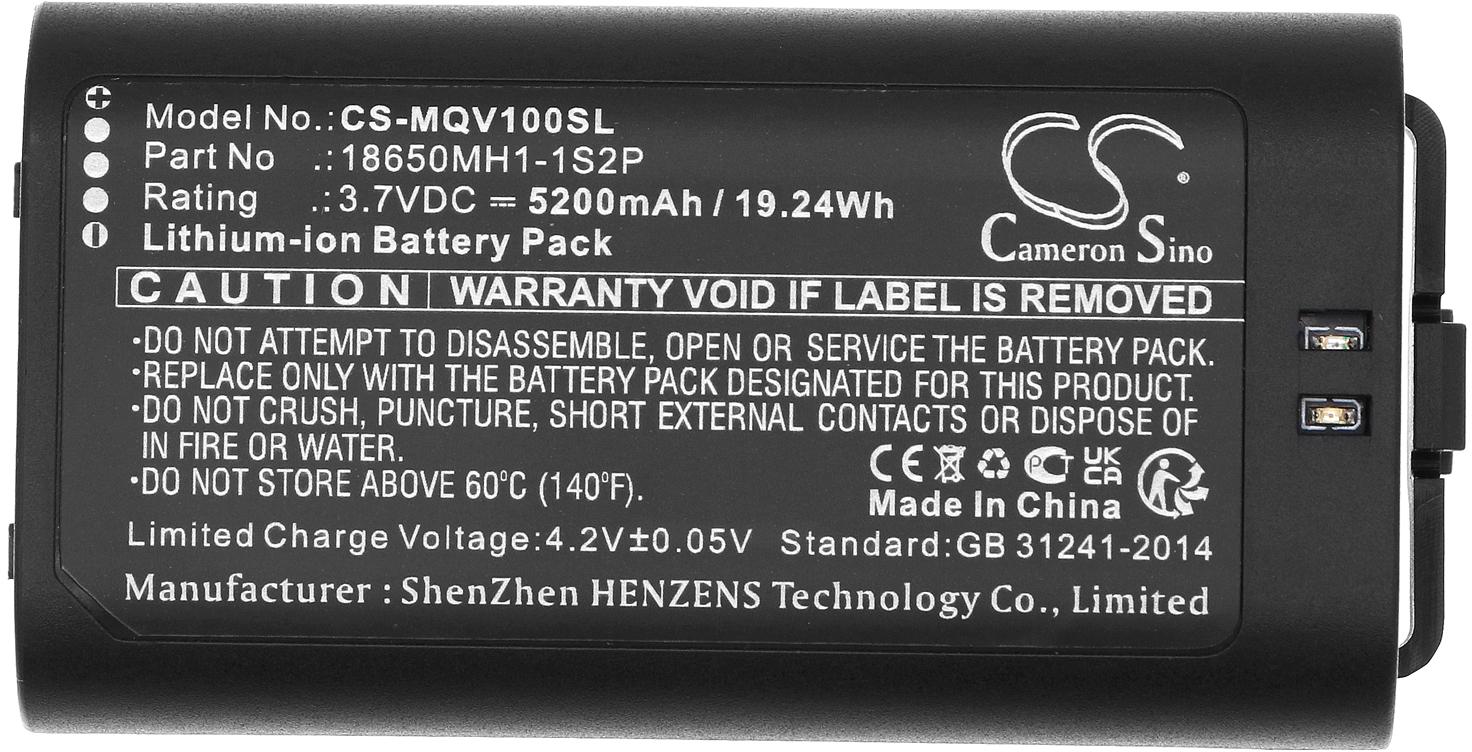 Model No.: CS-MQV100SL
Part No .: 18650MH1-1S2P
Rating .: 3.7VDC ⎓ 5200mAh / 19.24Wh
Lithium-ion Battery Pack
CS®
Cameron Sino
CAUTION WARRANTY VOID IF LABEL IS REMOVED
•DO NOT ATTEMPT TO DISASSEMBLE, OPEN OR SERVICE THE BATTERY PACK.
•REPLACE ONLY WITH THE BATTERY PACK DESIGNATED FOR THIS PRODUCT.
•DO NOT CRUSH, PUNCTURE, SHORT EXTERNAL CONTACTS OR DISPOSE OF
IN FIRE OR WATER.
•DO NOT STORE ABOVE 60°C (140°F).
CE PCT UK CA
Made In China
Limited Charge Voltage:4.2V±0.05V Standard:GB 31241-2014
Manufacturer : ShenZhen HENZENS Technology Co., Limited